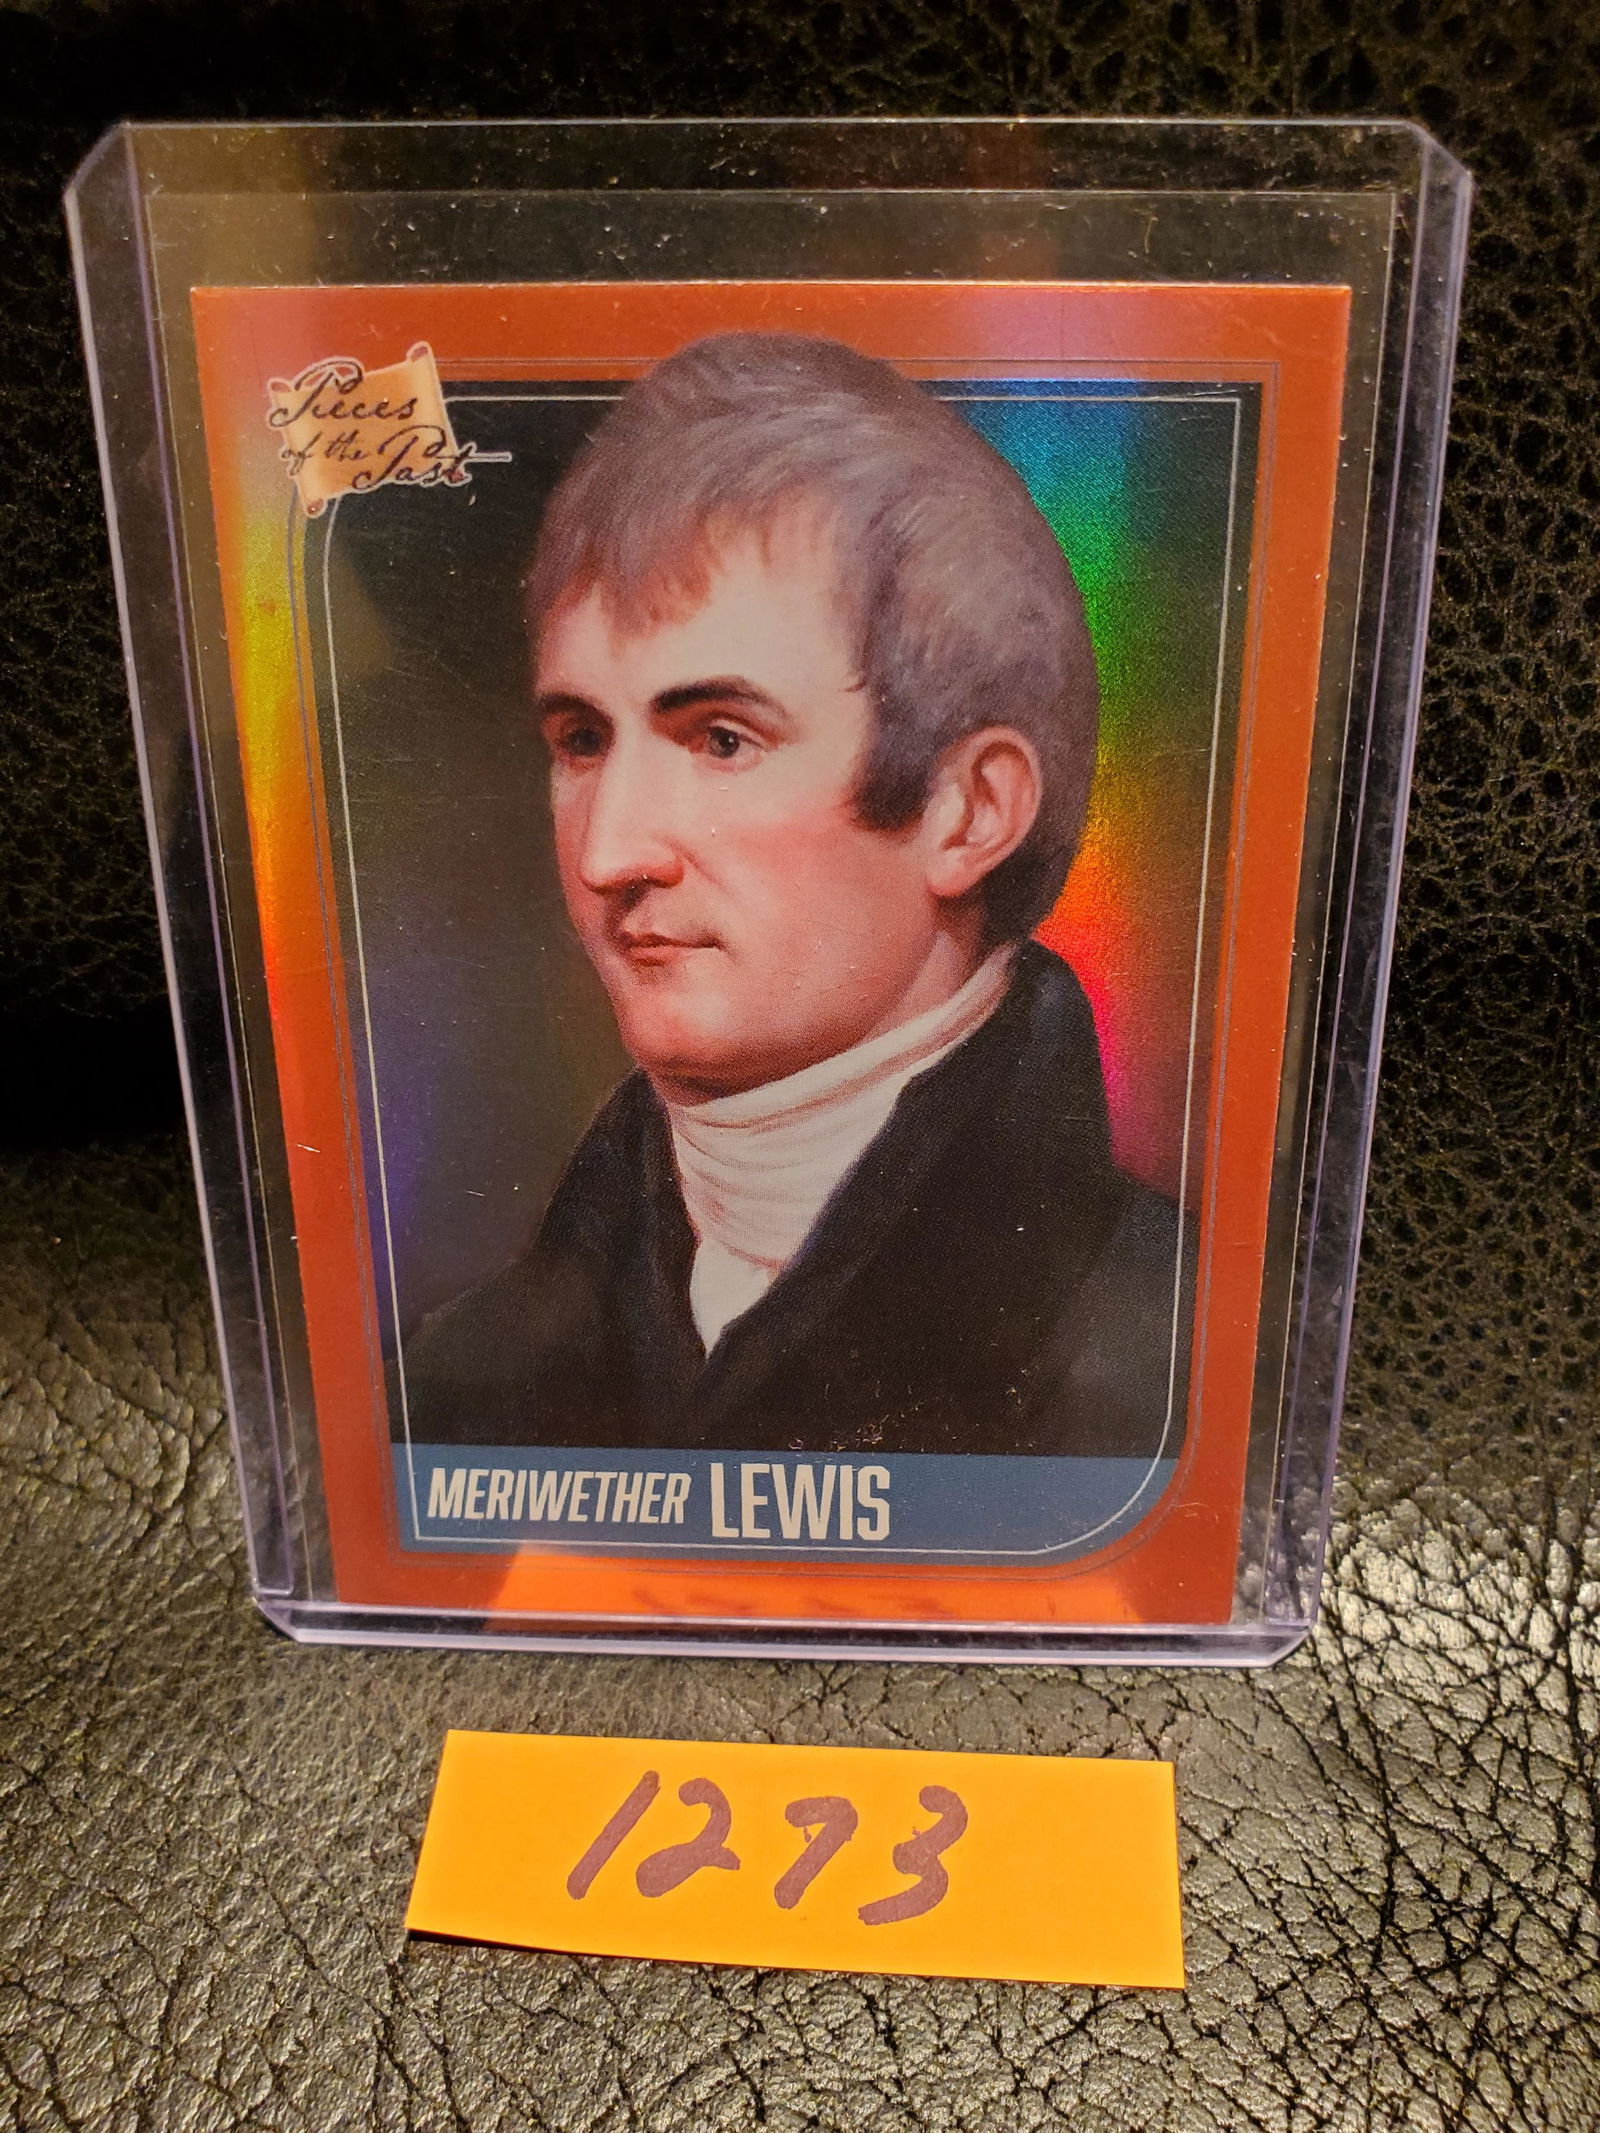 Pieces
of the Past
MERIWETHER LEWIS
1273